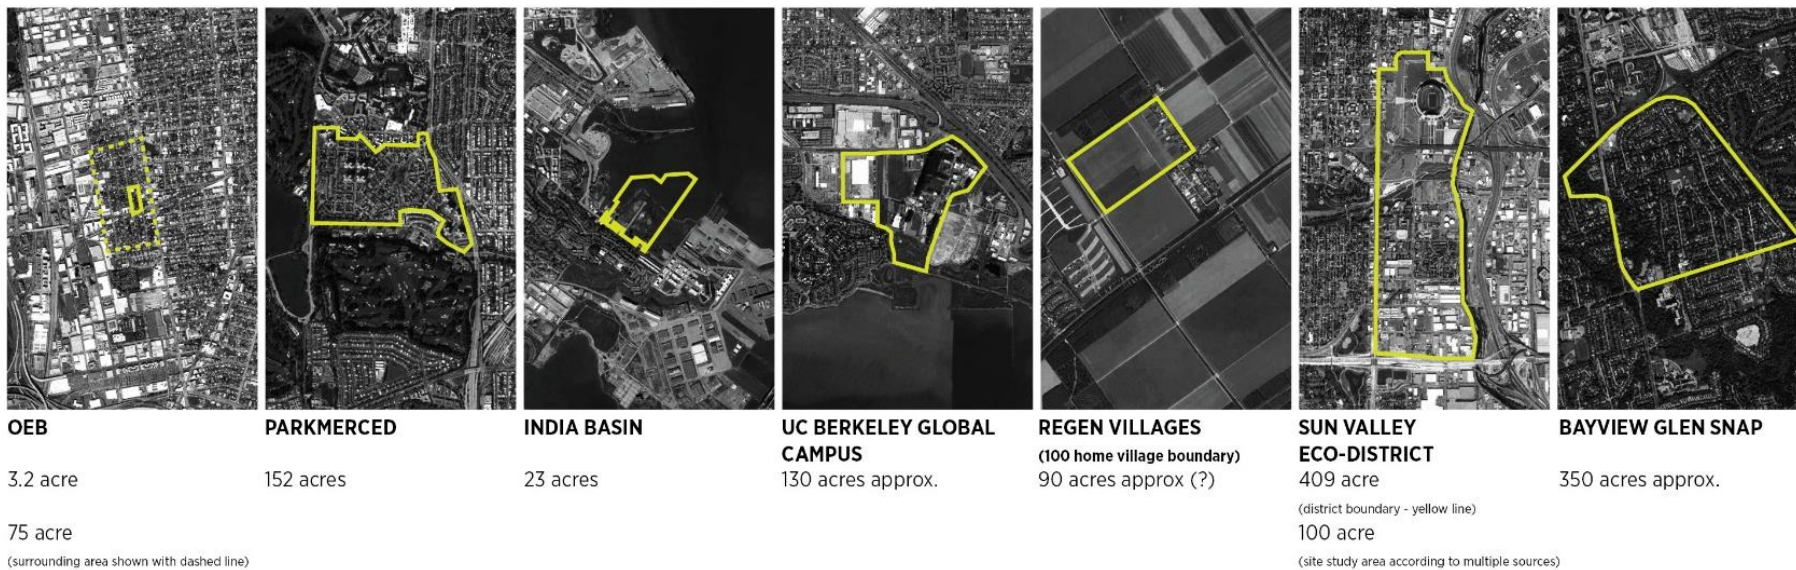 OEB
3.2 acre
75 acre
(surrounding area shown with dashed line)
PARKMERCED
152 acres
INDIA BASIN
23 acres
UC BERKELEY GLOBAL
CAMPUS
130 acres approx.
REGEN VILLAGES
(100 home village boundary)
90 acres approx (?)
SUN VALLEY
ECO-DISTRICT
409 acre
(district boundary - yellow line)
100 acre
(site study area according to multiple sources)
BAYVIEW GLEN SNAP
350 acres approx.